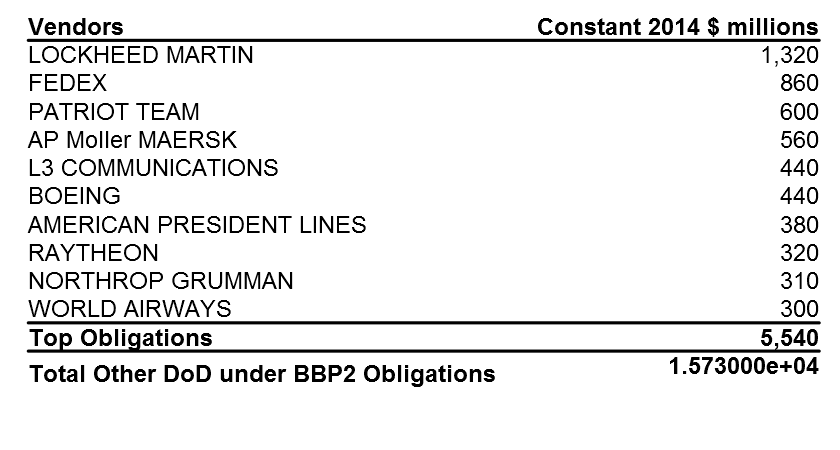 Vendors Constant 2014 $ millions
LOCKHEED MARTIN 1,320
FEDEX 860
PATRIOT TEAM 600
AP Moller MAERSK 560
L3 COMMUNICATIONS 440
BOEING 440
AMERICAN PRESIDENT LINES 380
RAYTHEON 320
NORTHROP GRUMMAN 310
WORLD AIRWAYS 300
Top Obligations 5,540
Total Other DoD under BBP2 Obligations 1.573000e+04